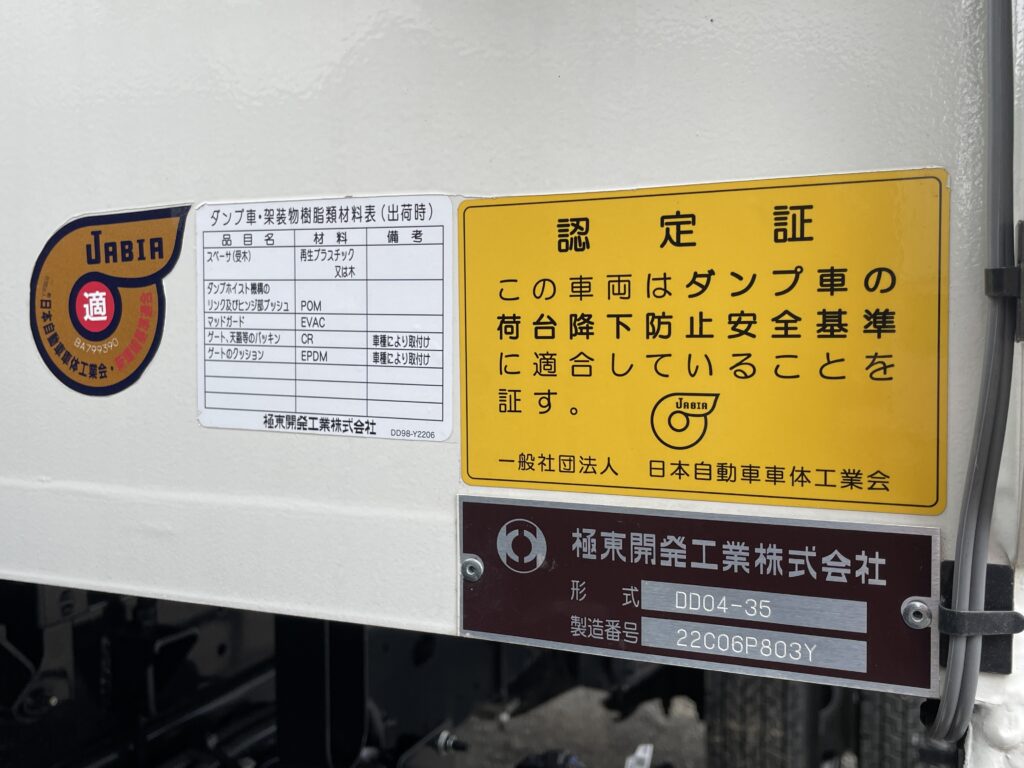 JABIA
適
BA799390
日本自動車車体工業会・
ダンプ車・架装物樹脂類材料表(出荷時)
品目名 材料 備考
スペーサ(受木) 再生プラスチック
又は木
ダンプホイスト機構の
リンク及びヒンジ部ブッシュ POM
マッドガード EVAC
ゲート、天蓋等のパッキン CR 車種により取付け
ゲートのクッション EPDM 車種により取付け
極東開発工業株式会社
DD98-Y2206
認定証
この車両はダンプ車の
荷台降下防止安全基準
に適合していることを
証す。
JABIA
一般社団法人 日本自動車車体工業会
極東開発工業株式会社
形式 DD04-35
製造番号 22C06P803Y